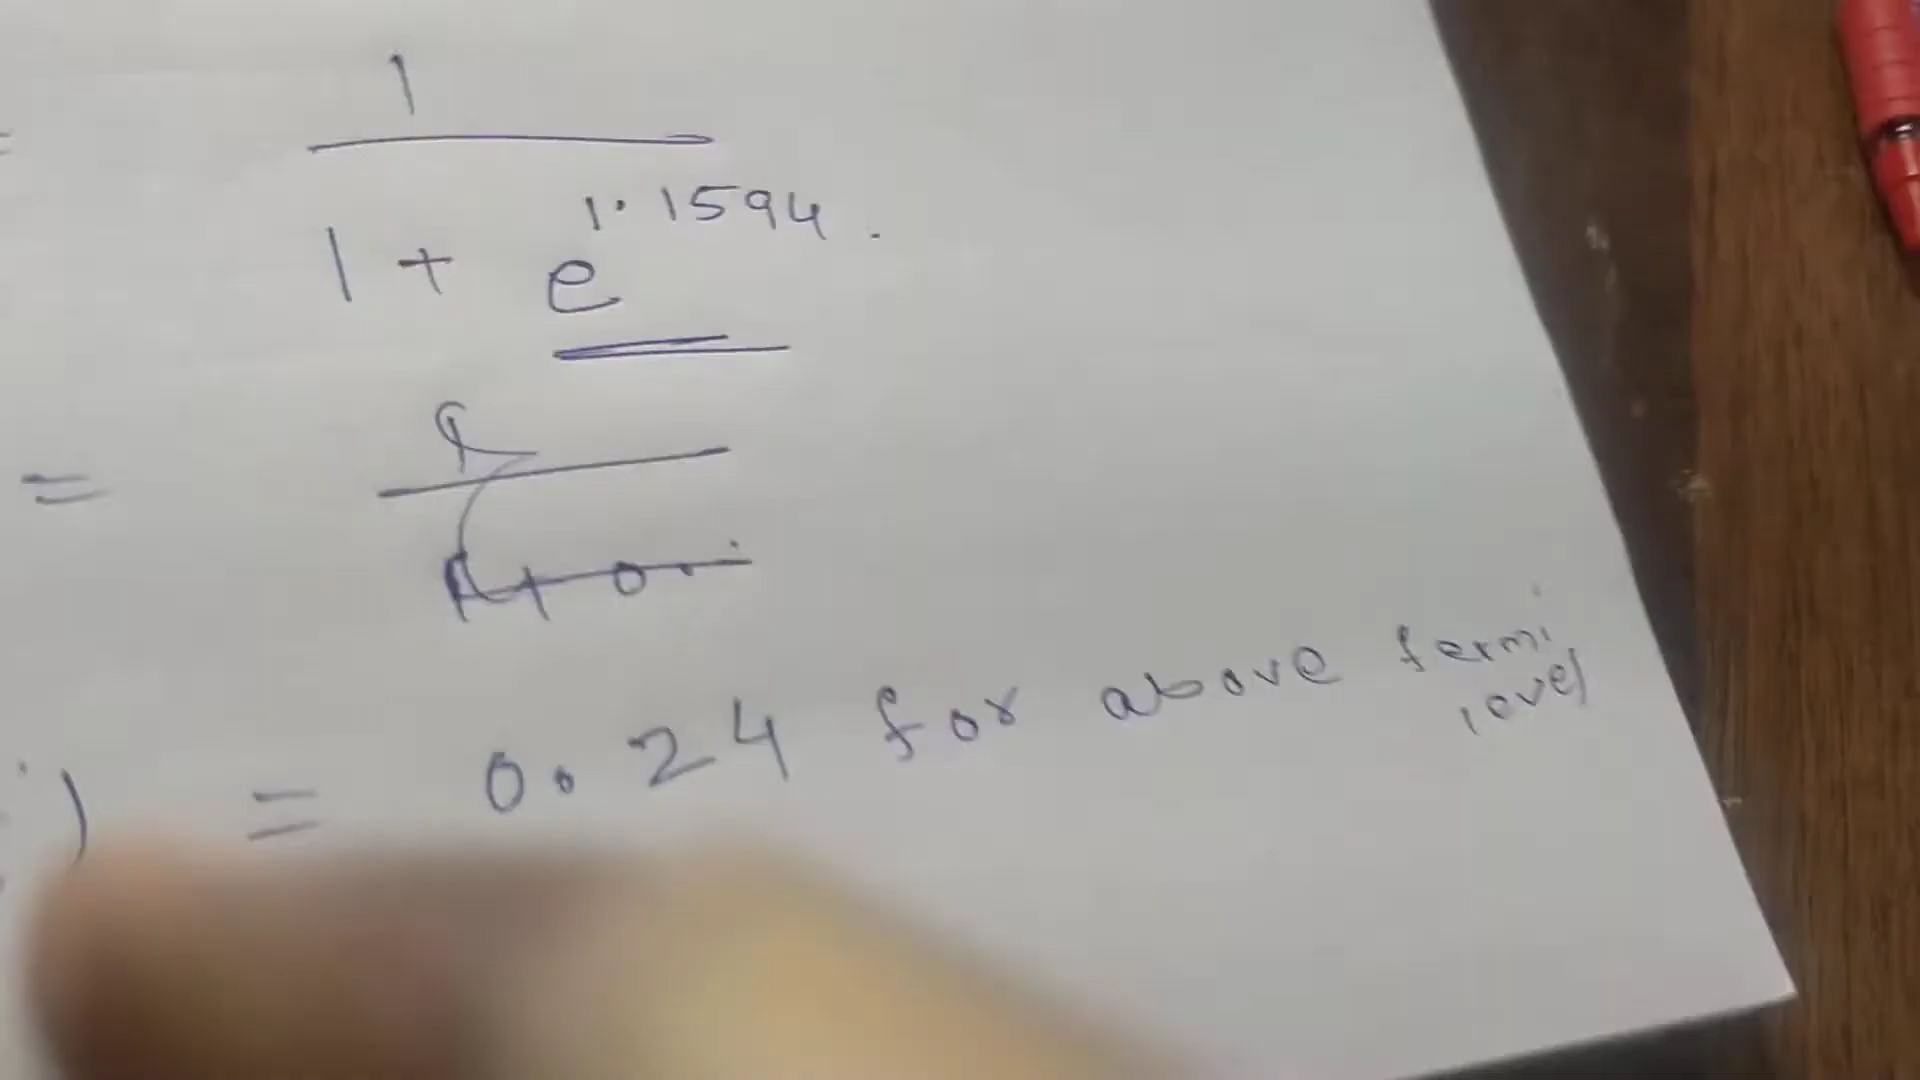 = 1
1 + e^1.1594 .
=
) = 0.24 for above fermi
level